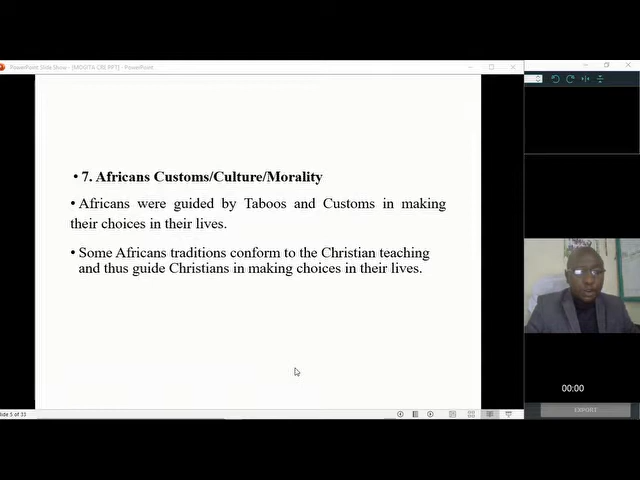 PowerPoint Slide Show - [MOSITA CRE PPT] - PowerPoint
• 7. Africans Customs/Culture/Morality
• Africans were guided by Taboos and Customs in making
their choices in their lives.
• Some Africans traditions conform to the Christian teaching
and thus guide Christians in making choices in their lives.
00:00
EXPORT
Slide 5 of 33